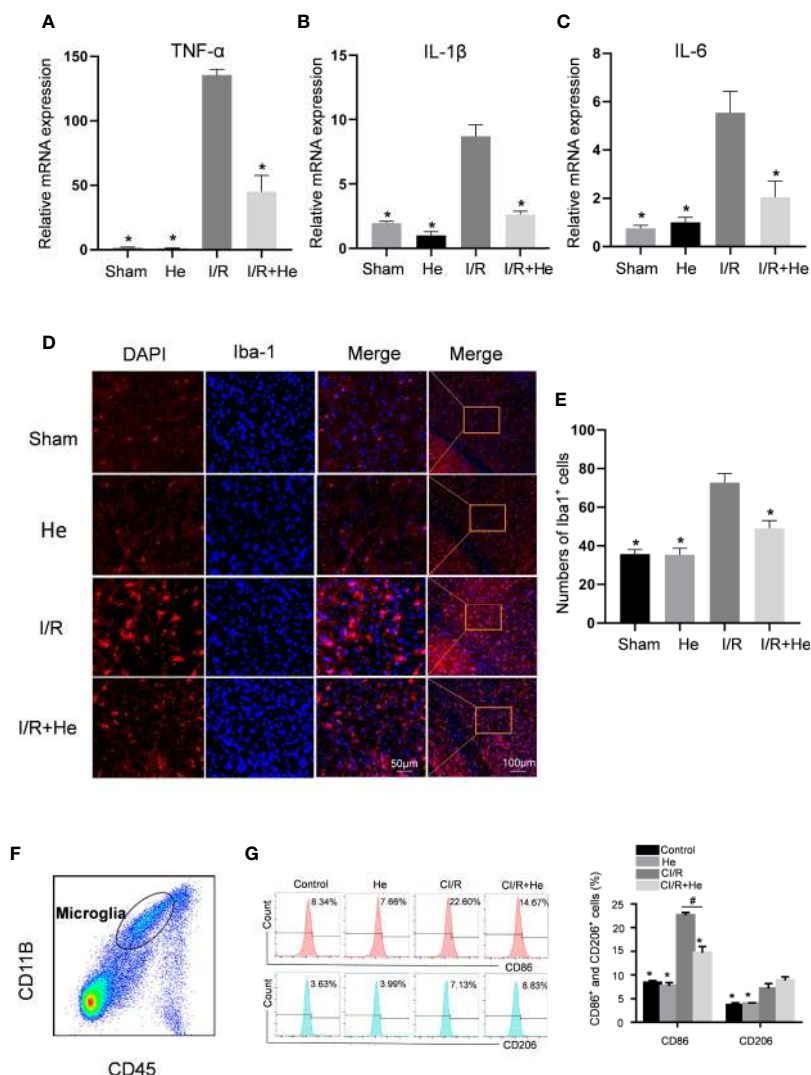 A
TNF-α
Relative mRNA expression
150
100
50
0
* * *
Sham He I/R I/R+He
B
IL-1β
Relative mRNA expression
15
10
5
0
* * *
Sham He I/R I/R+He
C
IL-6
Relative mRNA expression
8
6
4
2
0
* * *
Sham He I/R I/R+He
D
DAPI Iba-1 Merge Merge
Sham
He
I/R
I/R+He
50μm 100μm
E
Numbers of Iba1+ cells
100
80
60
40
20
0
* * *
Sham He I/R I/R+He
F
Microglia
CD11B
CD45
G
Control He CI/R CI/R+He
Count
8.34% 7.66% 22.60% 14.67%
CD86
Count
3.63% 3.99% 7.13% 8.83%
CD206
Control
He
CI/R
CI/R+He
CD86+ and CD206+ cells (%)
25
20
15
10
5
0
#
* * * * *
CD86 CD206